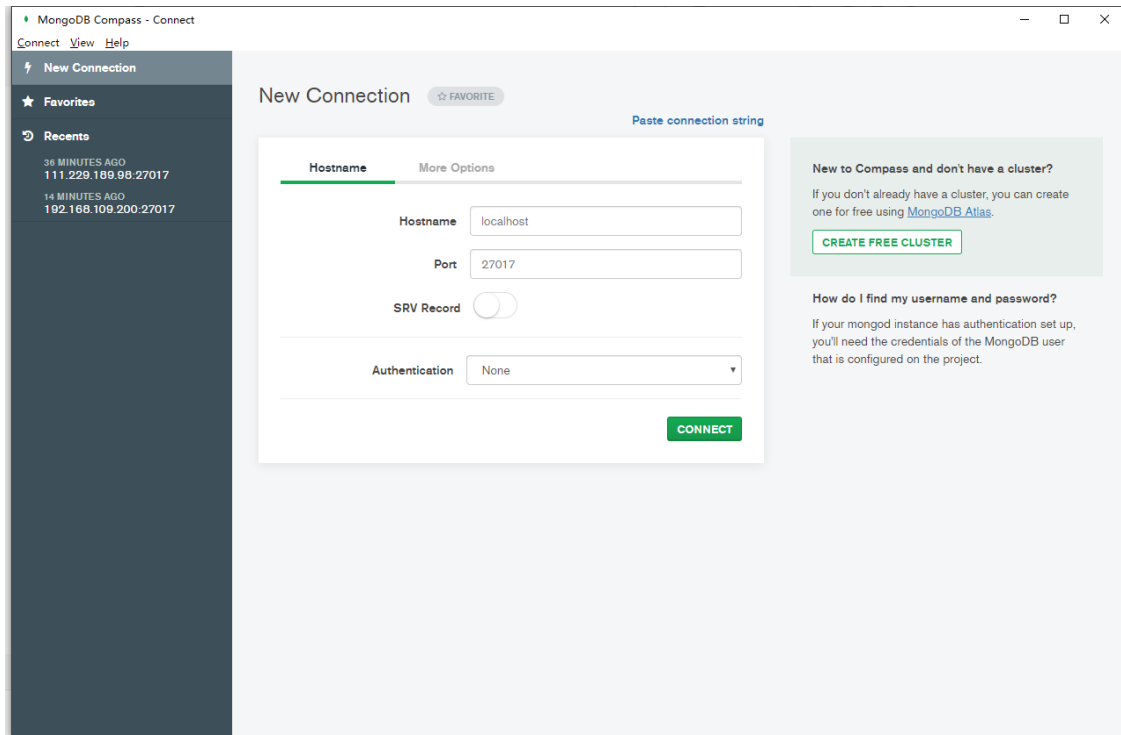 MongoDB Compass - Connect
Connect View Help
New Connection
Favorites
Recents
36 MINUTES AGO
111.229.189.98:27017
14 MINUTES AGO
192.168.109.200:27017
New Connection
FAVORITE
Paste connection string
Hostname More Options
Hostname localhost
Port 27017
SRV Record
Authentication None
CONNECT
New to Compass and don't have a cluster?
If you don't already have a cluster, you can create
one for free using MongoDB Atlas.
CREATE FREE CLUSTER
How do I find my username and password?
If your mongod instance has authentication set up,
you'll need the credentials of the MongoDB user
that is configured on the project.